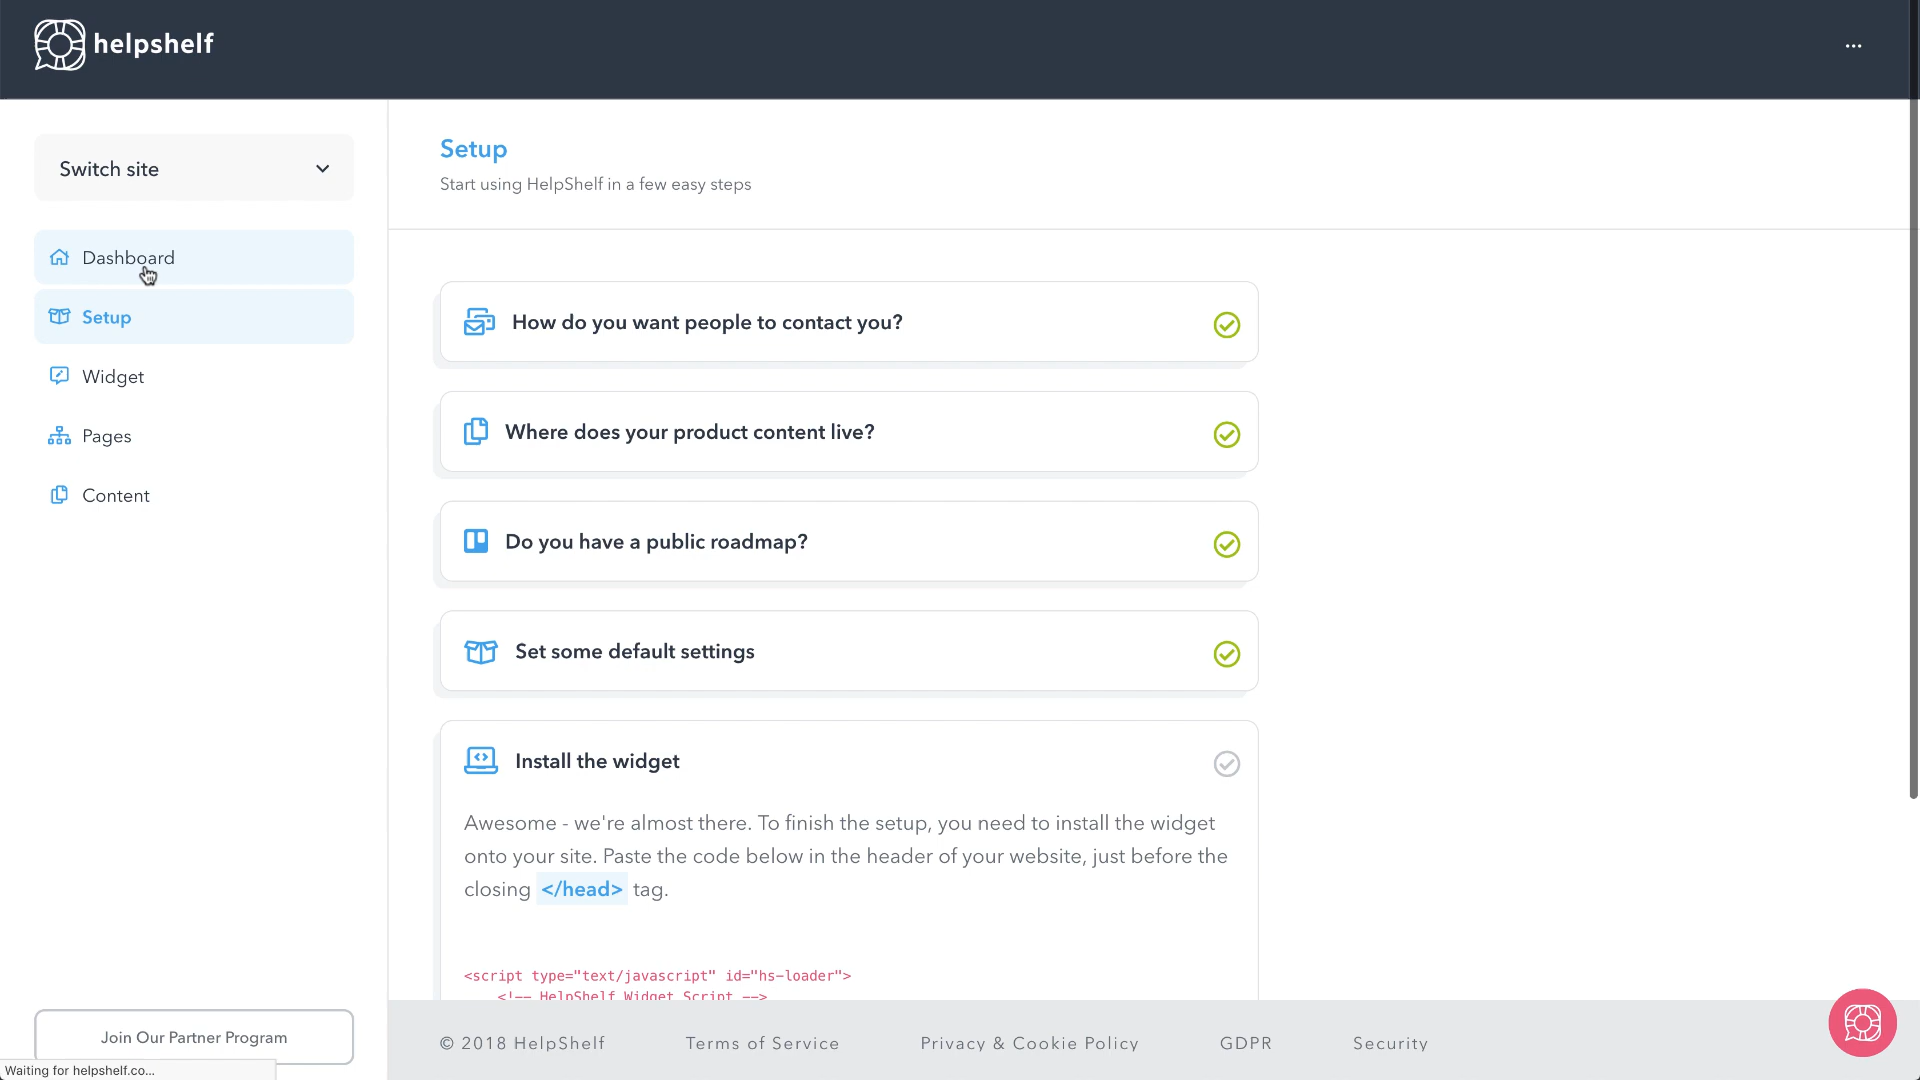 helpshelf
...
Switch site
Dashboard
Setup
Widget
Pages
Content
Join Our Partner Program
Waiting for helpshelf.co...
Setup
Start using HelpShelf in a few easy steps
How do you want people to contact you?
Where does your product content live?
Do you have a public roadmap?
Set some default settings
Install the widget
Awesome - we're almost there. To finish the setup, you need to install the widget
onto your site. Paste the code below in the header of your website, just before the
closing </head> tag.
<script type="text/javascript" id="hs-loader">
<!-- HelpShelf Widget Script -->
© 2018 HelpShelf Terms of Service Privacy & Cookie Policy GDPR Security